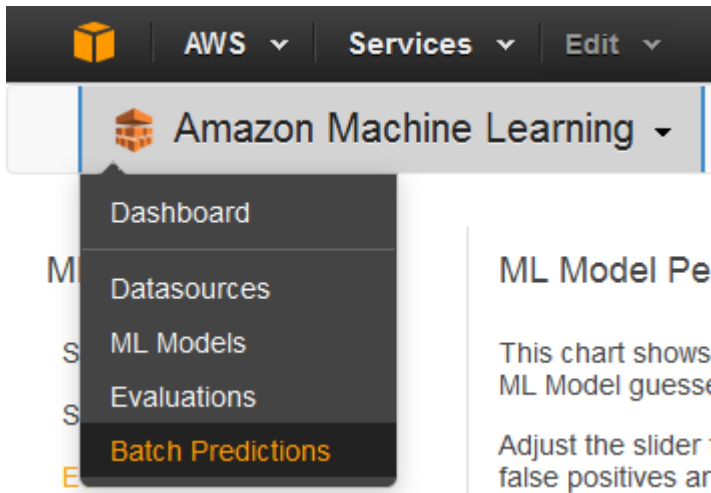 AWS Services Edit
Amazon Machine Learning
Dashboard
Datasources
ML Models
Evaluations
Batch Predictions
ML Model Pe
This chart shows
ML Model guesse
Adjust the slider
false positives an